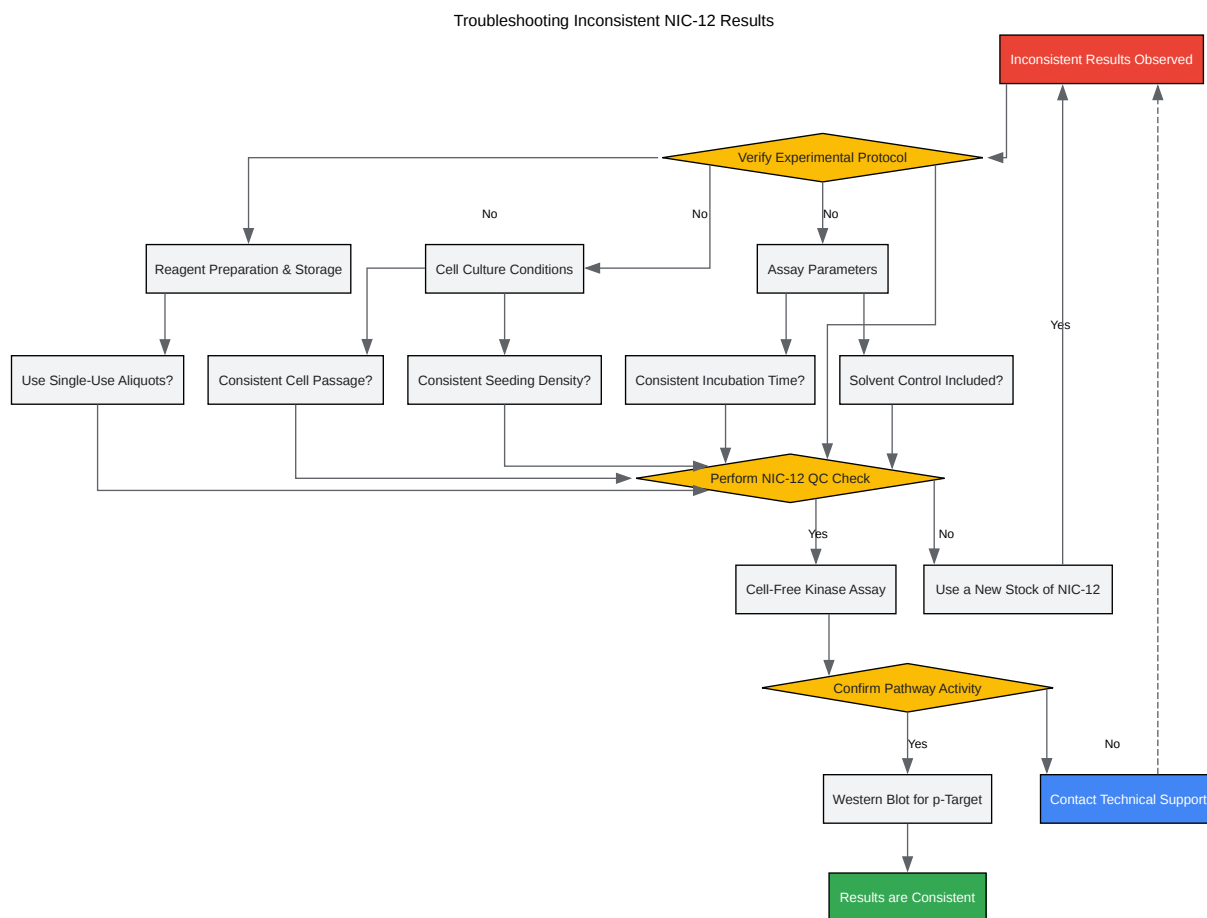 Troubleshooting Inconsistent NIC-12 Results
Inconsistent Results Observed
Verify Experimental Protocol
No
No
No
Reagent Preparation & Storage
Cell Culture Conditions
Assay Parameters
Yes
Use Single-Use Aliquots?
Consistent Cell Passage?
Consistent Seeding Density?
Consistent Incubation Time?
Solvent Control Included?
Perform NIC-12 QC Check
Yes
No
Cell-Free Kinase Assay
Use a New Stock of NIC-12
Confirm Pathway Activity
Yes
No
Western Blot for p-Target
Contact Technical Support
Results are Consistent